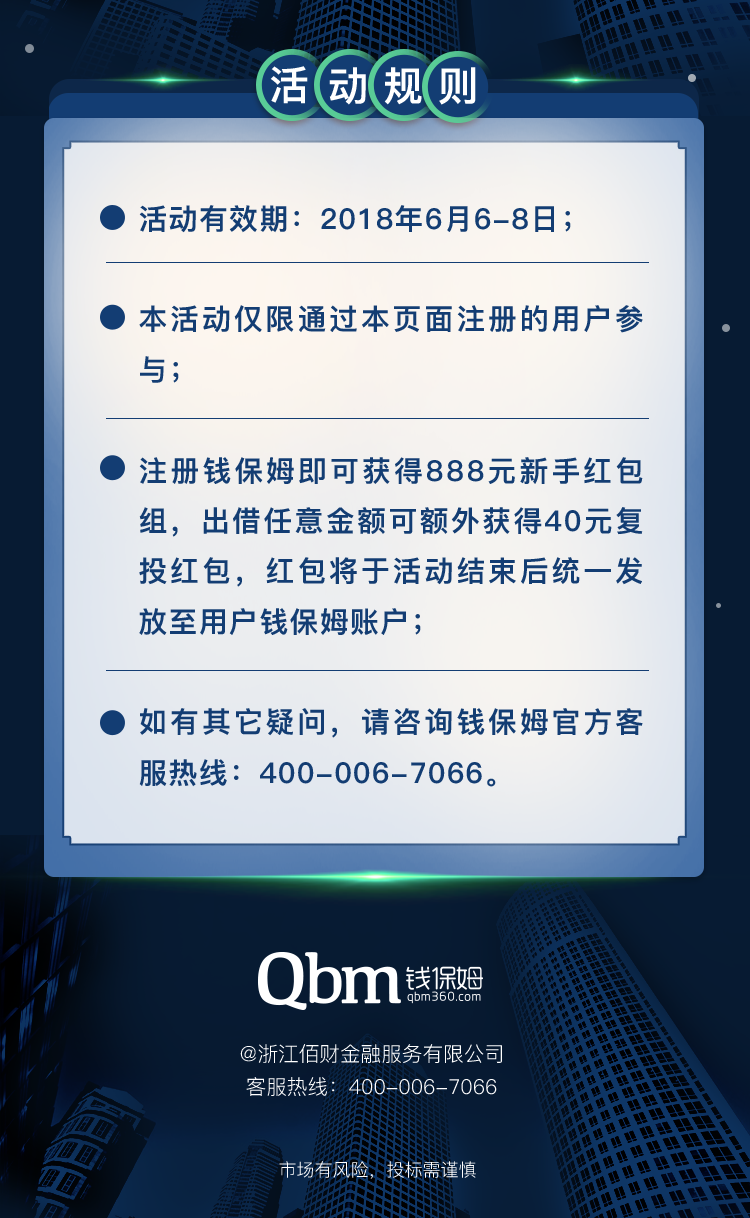 活动规则
活动有效期：2018年6月6-8日；
本活动仅限通过本页面注册的用户参
与；
注册钱保姆即可获得888元新手红包
组，出借任意金额可额外获得40元复
投红包，红包将于活动结束后统一发
放至用户钱保姆账户；
如有其它疑问，请咨询钱保姆官方客
服热线：400-006-7066。
Qbm 钱保姆
qbm360.com
@浙江佰财金融服务有限公司
客服热线：400-006-7066
市场有风险，投标需谨慎